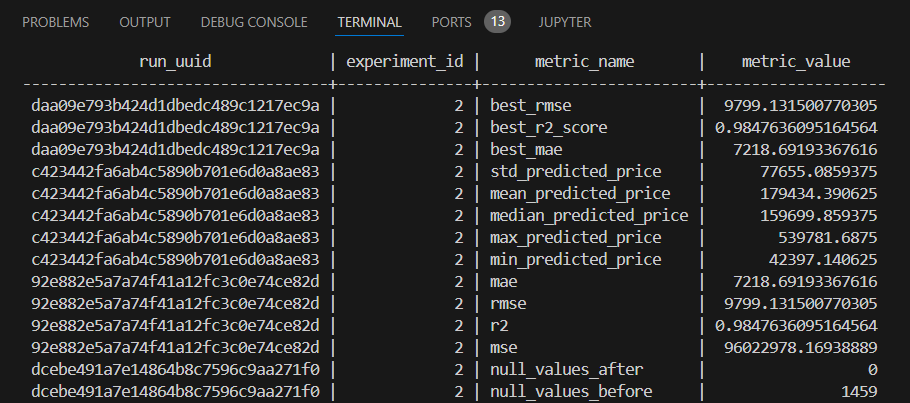 PROBLEMS OUTPUT DEBUG CONSOLE TERMINAL PORTS 13 JUPYTER
run_uuid | experiment_id | metric_name | metric_value
----------------------------------+---------------+------------------------+--------------------
daa09e793b424d1dbedc489c1217ec9a | 2 | best_rmse | 9799.131500770305
daa09e793b424d1dbedc489c1217ec9a | 2 | best_r2_score | 0.9847636095164564
daa09e793b424d1dbedc489c1217ec9a | 2 | best_mae | 7218.69193367616
c423442fa6ab4c5890b701e6d0a8ae83 | 2 | std_predicted_price | 77655.0859375
c423442fa6ab4c5890b701e6d0a8ae83 | 2 | mean_predicted_price | 179434.390625
c423442fa6ab4c5890b701e6d0a8ae83 | 2 | median_predicted_price | 159699.859375
c423442fa6ab4c5890b701e6d0a8ae83 | 2 | max_predicted_price | 539781.6875
c423442fa6ab4c5890b701e6d0a8ae83 | 2 | min_predicted_price | 42397.140625
92e882e5a7a74f41a12fc3c0e74ce82d | 2 | mae | 7218.69193367616
92e882e5a7a74f41a12fc3c0e74ce82d | 2 | rmse | 9799.131500770305
92e882e5a7a74f41a12fc3c0e74ce82d | 2 | r2 | 0.9847636095164564
92e882e5a7a74f41a12fc3c0e74ce82d | 2 | mse | 96022978.16938889
dcebe491a7e14864b8c7596c9aa271f0 | 2 | null_values_after | 0
dcebe491a7e14864b8c7596c9aa271f0 | 2 | null_values_before | 1459